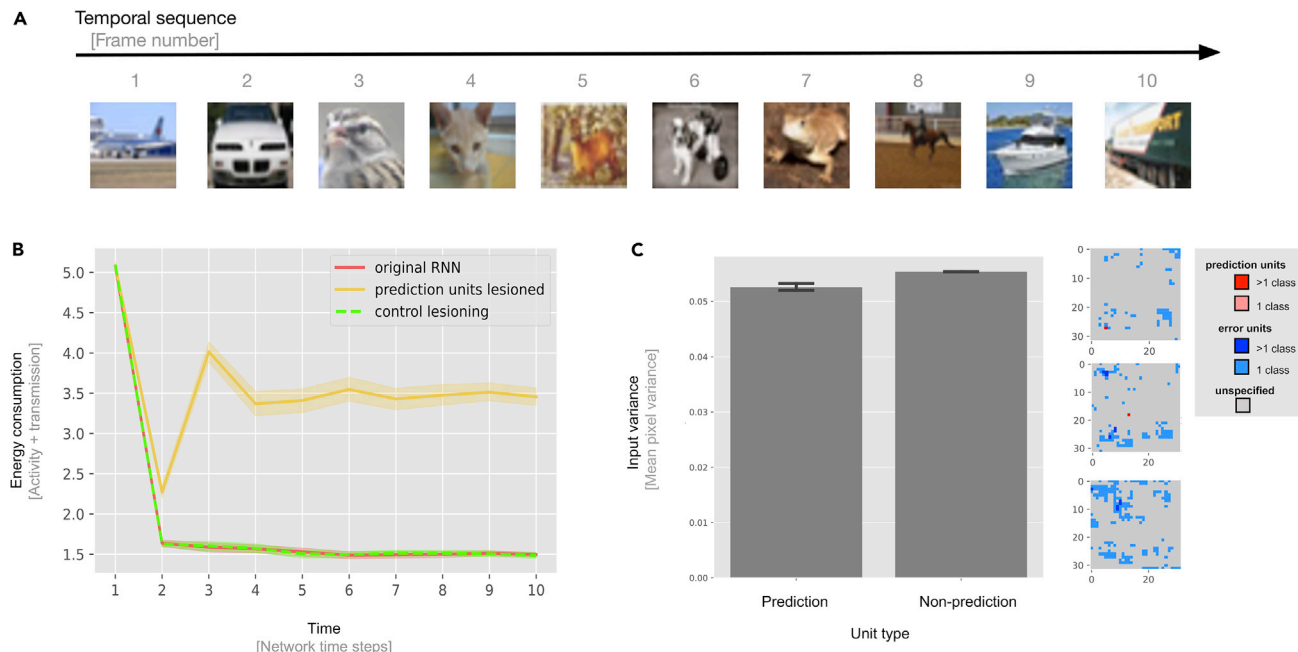 A
Temporal sequence
[Frame number]
1 2 3 4 5 6 7 8 9 10
B
Energy consumption
[Activity + transmission]
5.0
4.5
4.0
3.5
3.0
2.5
2.0
1.5
original RNN
prediction units lesioned
control lesioning
1 2 3 4 5 6 7 8 9 10
Time
[Network time steps]
C
Input variance
[Mean pixel variance]
0.05
0.04
0.03
0.02
0.01
0.00
Prediction Non-prediction
Unit type
0
10
20
30
0 20
0
10
20
30
0 20
0
10
20
30
0 20
prediction units
>1 class
1 class
error units
>1 class
1 class
unspecified